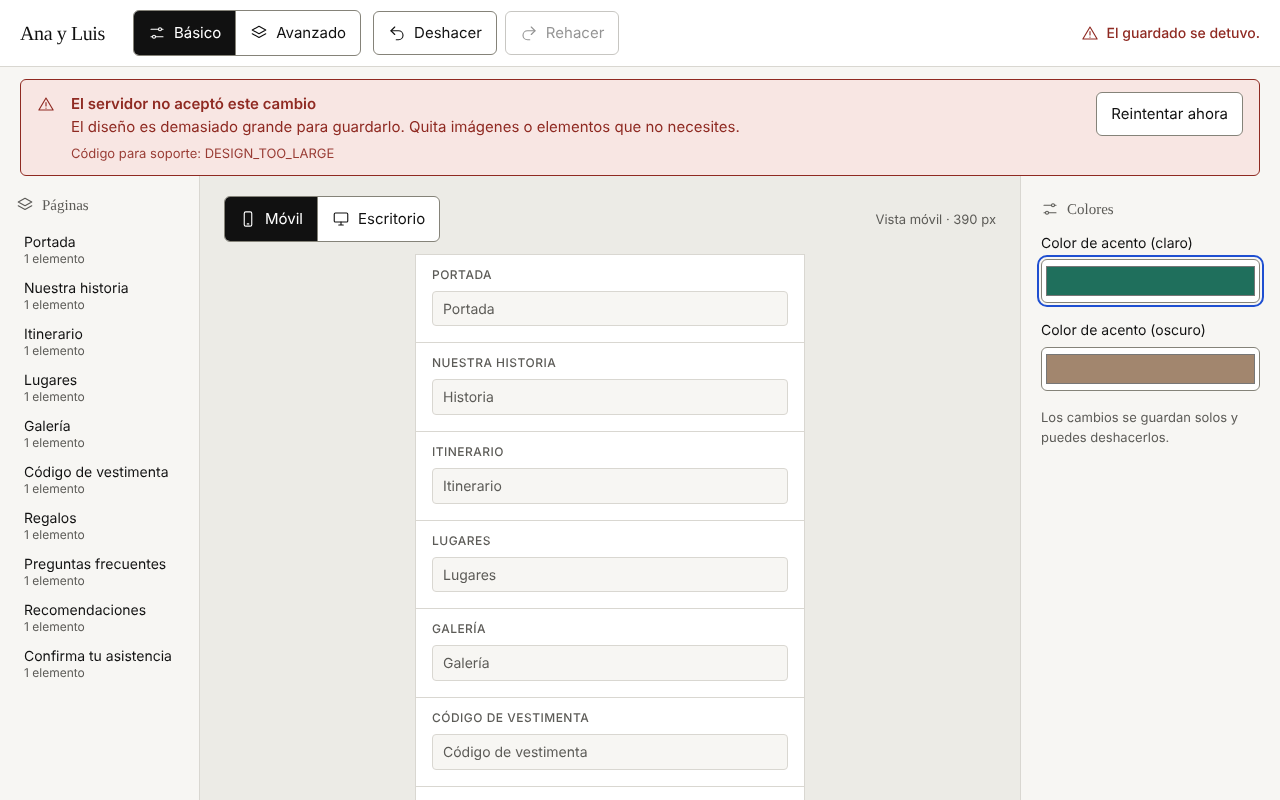 Ana y Luis
Básico
Avanzado
Deshacer
Rehacer
El guardado se detuvo.
El servidor no aceptó este cambio
El diseño es demasiado grande para guardarlo. Quita imágenes o elementos que no necesites.
Código para soporte: DESIGN_TOO_LARGE
Reintentar ahora
Páginas
Portada
1 elemento
Nuestra historia
1 elemento
Itinerario
1 elemento
Lugares
1 elemento
Galería
1 elemento
Código de vestimenta
1 elemento
Regalos
1 elemento
Preguntas frecuentes
1 elemento
Recomendaciones
1 elemento
Confirma tu asistencia
1 elemento
Móvil
Escritorio
Vista móvil · 390 px
PORTADA
Portada
NUESTRA HISTORIA
Historia
ITINERARIO
Itinerario
LUGARES
Lugares
GALERÍA
Galería
CÓDIGO DE VESTIMENTA
Código de vestimenta
Colores
Color de acento (claro)
Color de acento (oscuro)
Los cambios se guardan solos y
puedes deshacerlos.